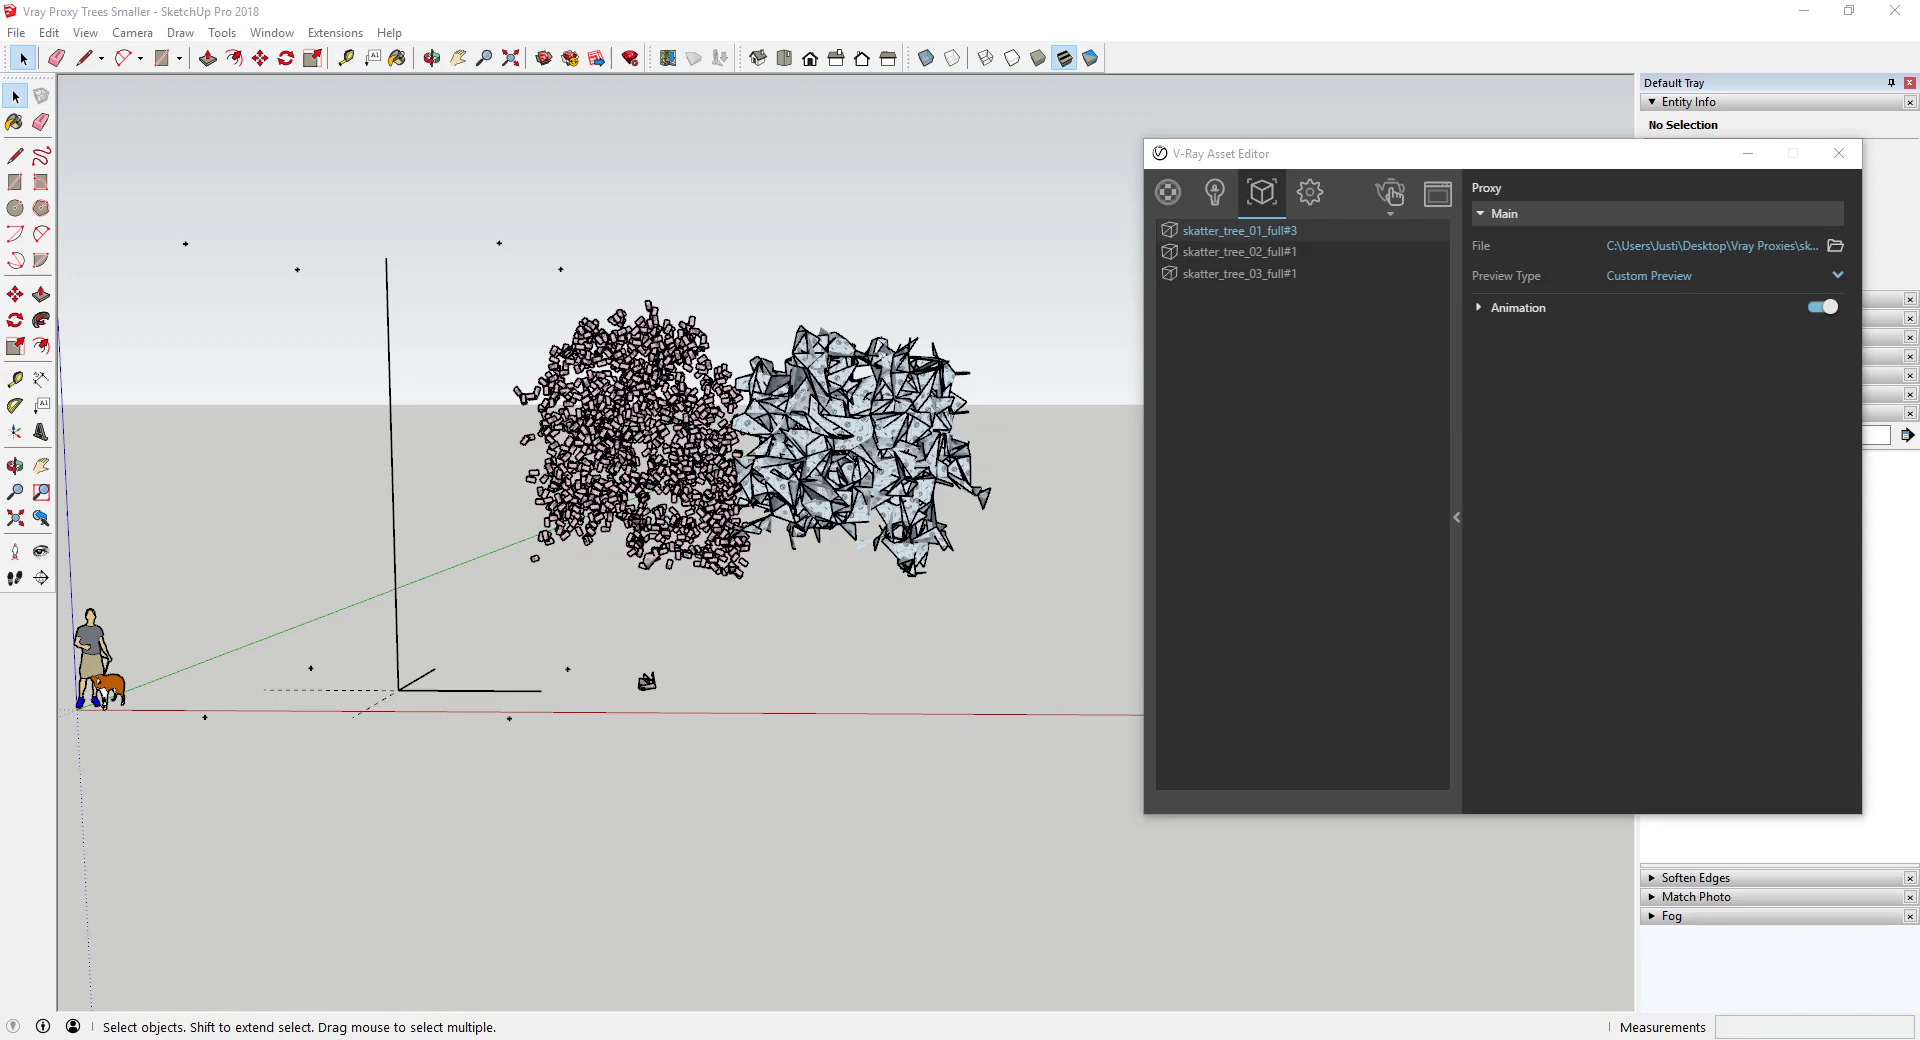 Vray Proxy Trees Smaller - SketchUp Pro 2018
File Edit View Camera Draw Tools Window Extensions Help
Default Tray
Entity Info
No Selection
V-Ray Asset Editor
skatter_tree_01_full#3
skatter_tree_02_full#1
skatter_tree_03_full#1
Proxy
Main
File C:\Users\Justi\Desktop\Vray Proxies\sk...
Preview Type Custom Preview
Animation
Soften Edges
Match Photo
Fog
Select objects. Shift to extend select. Drag mouse to select multiple.
Measurements